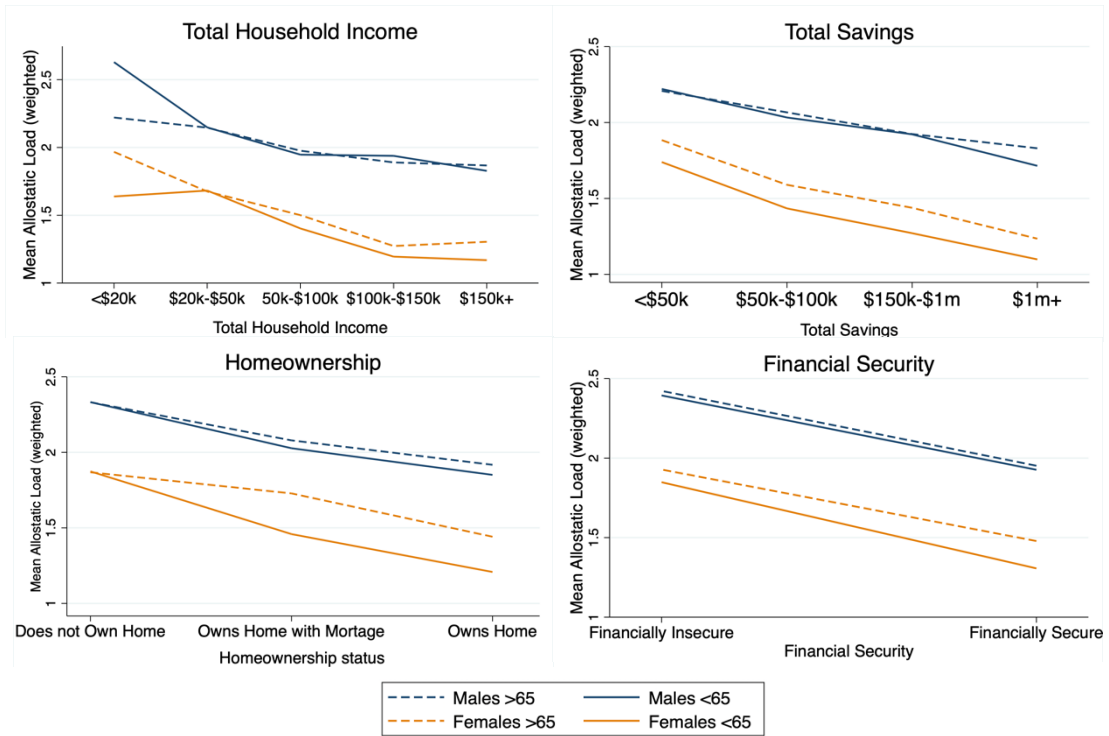 Total Household Income
Mean Allostatic Load (weighted)
2.5
2
1.5
1
<$20k $20k-$50k 50k-$100k $100k-$150k $150k+
Total Household Income
Total Savings
Mean Allostatic Load (weighted)
2.5
2
1.5
1
<$50k $50k-$100k $150k-$1m $1m+
Total Savings
Homeownership
Mean Allostatic Load (weighted)
2.5
2
1.5
1
Does not Own Home Owns Home with Mortage Owns Home
Homeownership status
Financial Security
Mean Allostatic Load (weighted)
2.5
2
1.5
1
Financially Insecure Financially Secure
Financial Security
Males >65 Males <65
Females >65 Females <65